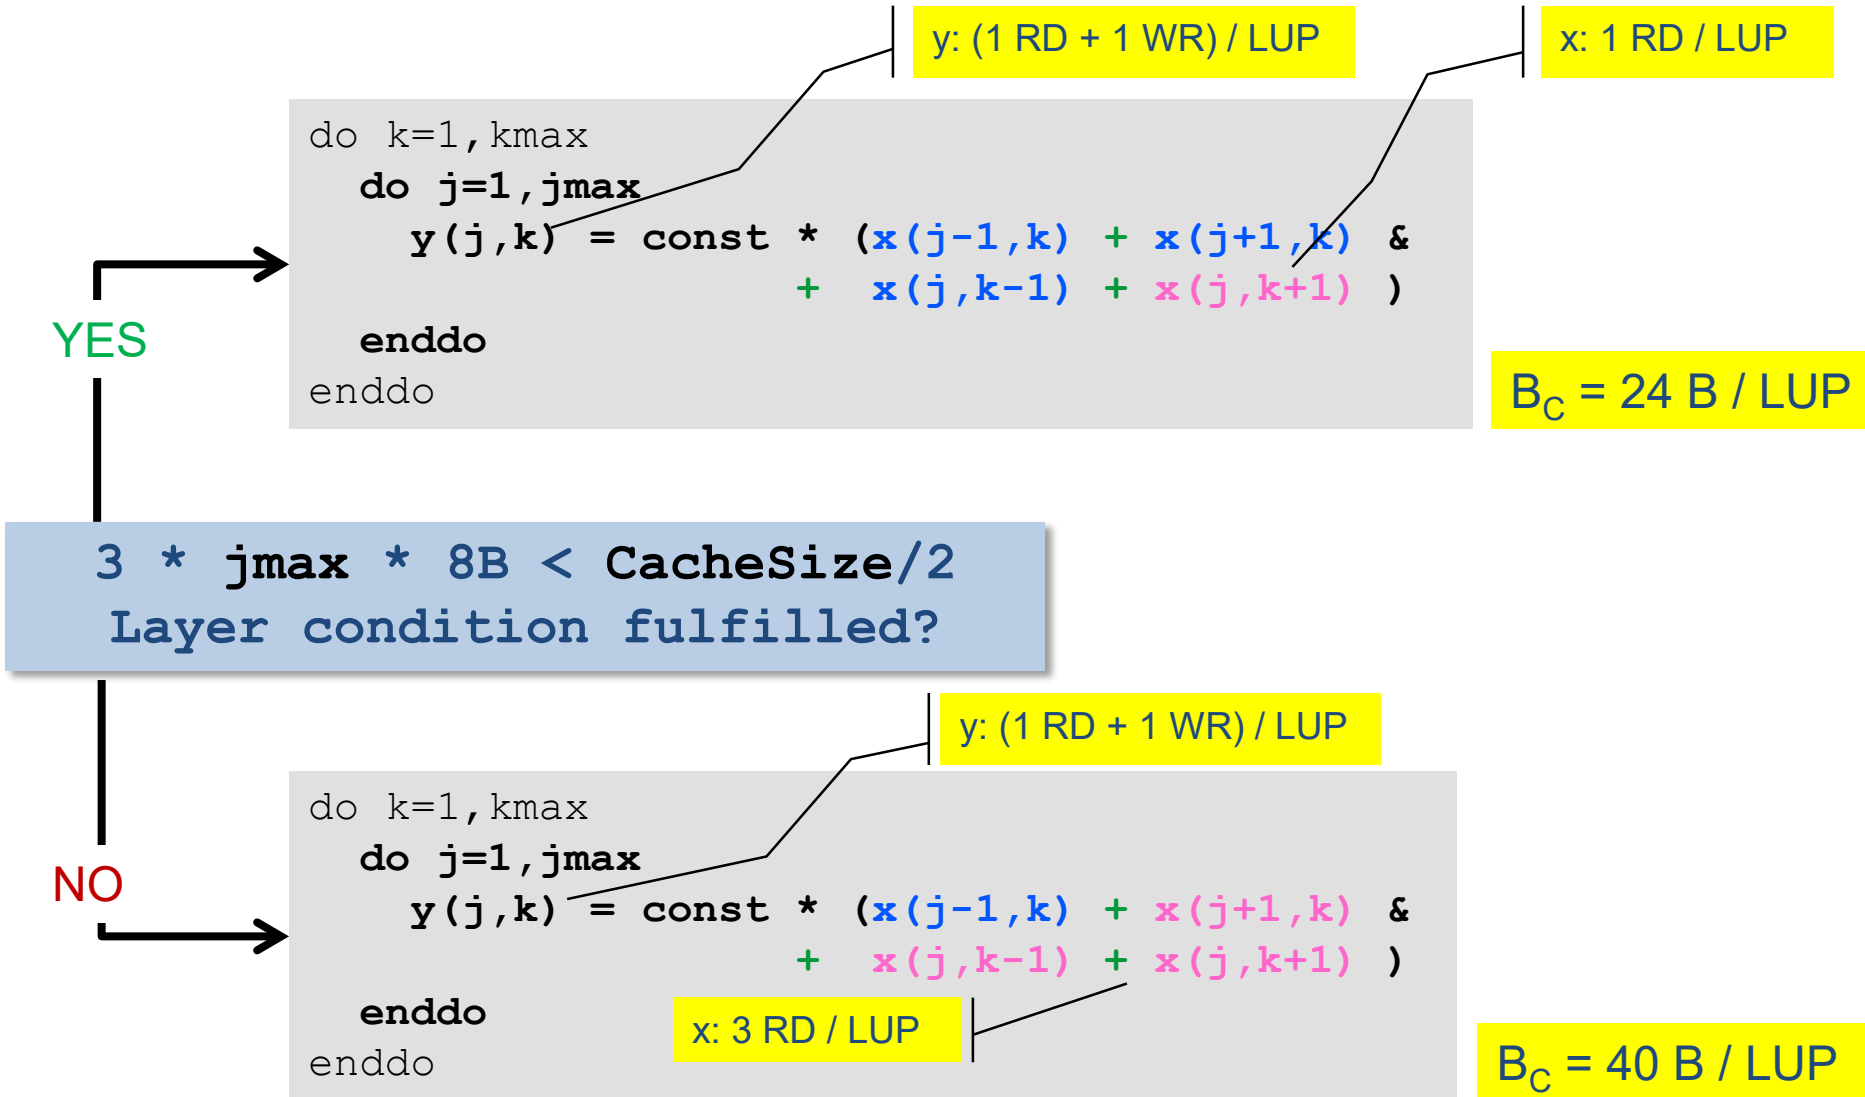 y: (1 RD + 1 WR) / LUP
x: 1 RD / LUP
do k=1,kmax
do j=1,jmax
y(j,k) = const * (x(j-1,k) + x(j+1,k) &
+ x(j,k-1) + x(j,k+1) )
enddo
enddo
YES
B_C = 24 B / LUP
3 * jmax * 8B < CacheSize/2
Layer condition fulfilled?
y: (1 RD + 1 WR) / LUP
do k=1,kmax
do j=1,jmax
y(j,k) = const * (x(j-1,k) + x(j+1,k) &
+ x(j,k-1) + x(j,k+1) )
enddo
enddo
NO
x: 3 RD / LUP
B_C = 40 B / LUP